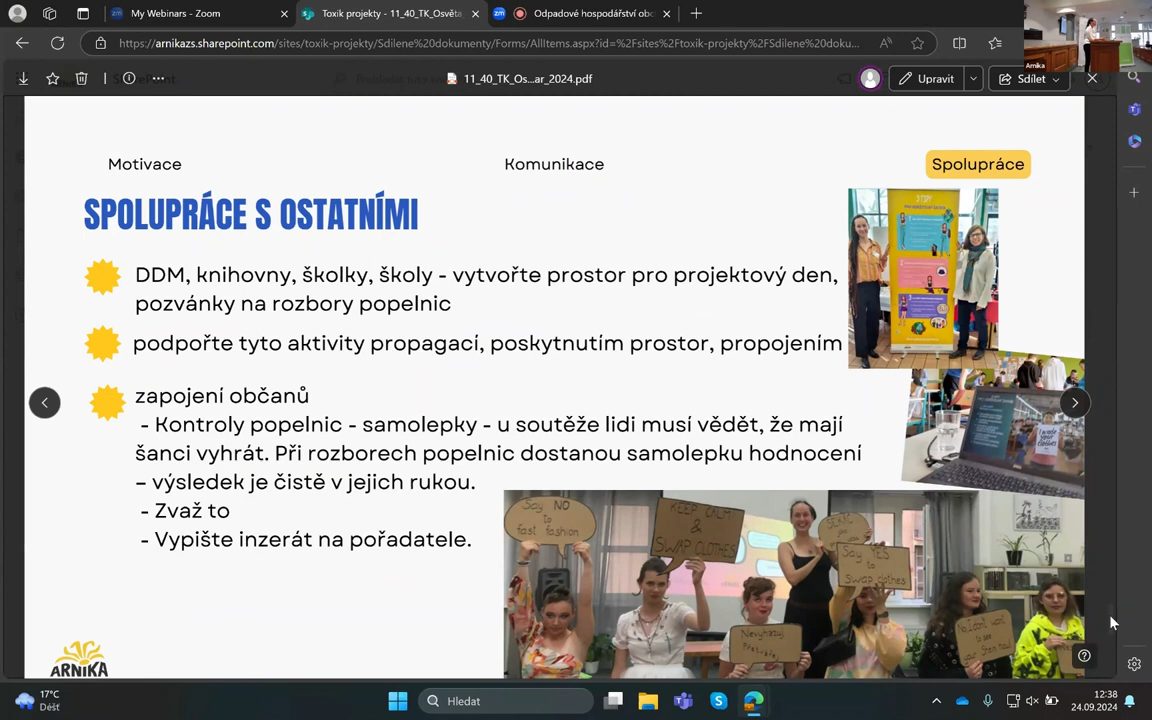 My Webinars - Zoom
Toxik projekty - 11_40_TK_Osvěta
Odpadové hospodářství ob
https://arnikazs.sharepoint.com/sites/toxik-projekty/Sdilene%20dokumenty/Forms/AllItems.aspx?id=%2Fsites%2Ftoxik-projekty%2FSdilene%20doku...
Arnika
11_40_TK_Os...ar_2024.pdf
Upravit
Sdílet
Motivace
Komunikace
Spolupráce
SPOLUPRÁCE S OSTATNÍMI
DDM, knihovny, školky, školy - vytvořte prostor pro projektový den,
pozvánky na rozbory popelnic
podpořte tyto aktivity propagací, poskytnutím prostor, propojením
zapojení občanů
- Kontroly popelnic - samolepky - u soutěže lidi musí vědět, že mají
šanci vyhrát. Při rozborech popelnic dostanou samolepku hodnocení
– výsledek je čistě v jejich rukou.
- Zvaž to
- Vypište inzerát na pořadatele.
Say NO
to
fast fashion
KEEP CALM
&
SWAP CLOTHES
Say YES
to
swap clothes
Nevyhazuj
ARNIKA
17°C
Déšť
Hledat
12:38
24.09.2024